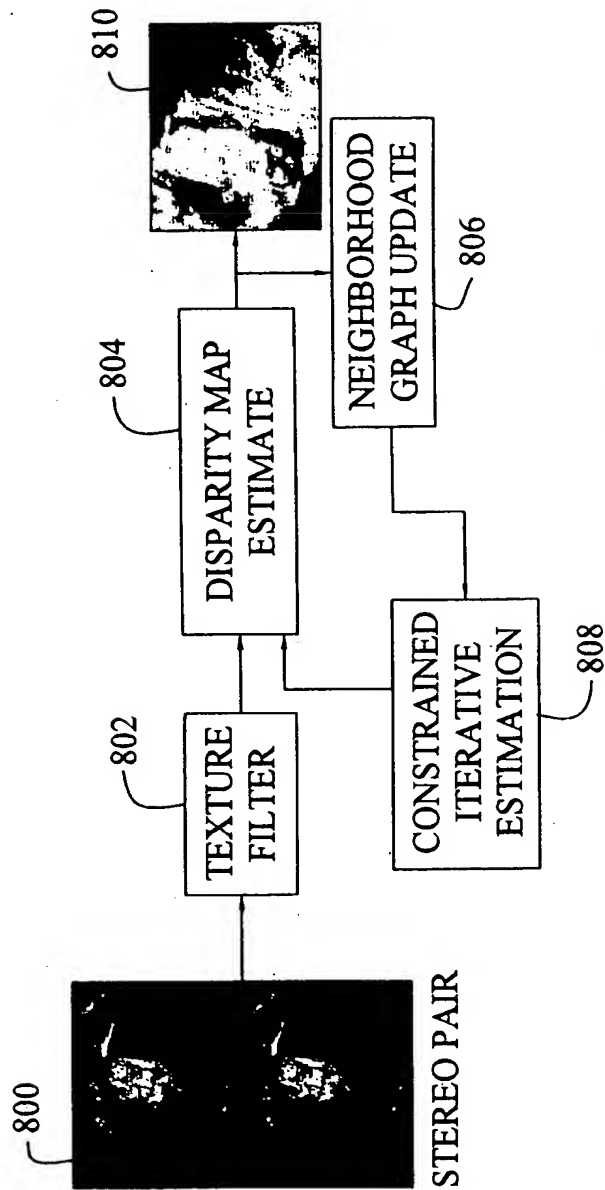 800
STEREO PAIR
802
TEXTURE
FILTER
804
DISPARITY MAP
ESTIMATE
810
NEIGHBORHOOD
GRAPH UPDATE
806
CONSTRAINED
ITERATIVE
ESTIMATION
808